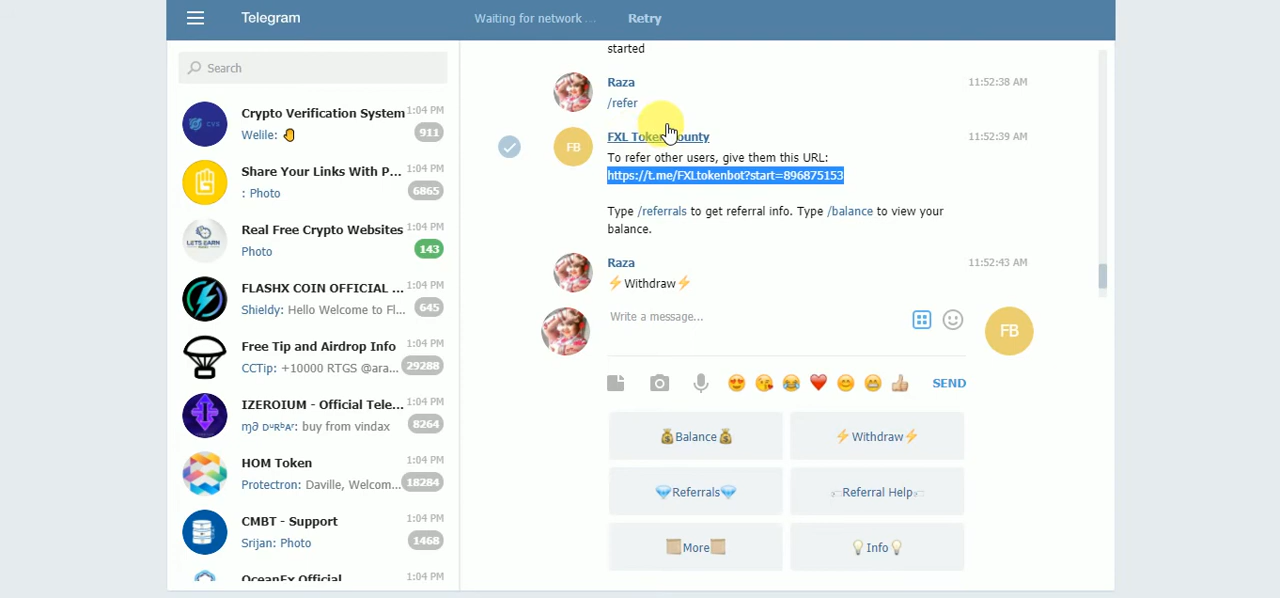 Telegram
Waiting for network ...
Retry
Search
Crypto Verification System
1:04 PM
Welile: 🤚
911
Share Your Links With P...
1:04 PM
: Photo
6865
Real Free Crypto Websites
1:04 PM
Photo
143
FLASHX COIN OFFICIAL ...
1:04 PM
Shieldy: Hello Welcome to Fl...
645
Free Tip and Airdrop Info
1:04 PM
CCTip: +10000 RTGS @ara...
29288
IZEROIUM - Official Tele...
1:04 PM
buy from vindax
8264
HOM Token
1:04 PM
Protectron: Daville, Welcom...
18284
CMBT - Support
1:04 PM
Srijan: Photo
1468
OceanEx Official
1:04 PM
started
Raza
11:52:38 AM
/refer
FB
FXL Token Bounty
11:52:39 AM
To refer other users, give them this URL:
https://t.me/FXLtokenbot?start=896875153
Type /referrals to get referral info. Type /balance to view your
balance.
Raza
11:52:43 AM
⚡Withdraw⚡
Write a message...
FB
😍 😘 😂 ❤️ 😊 😁 👍 SEND
💰Balance💰
⚡Withdraw⚡
💎Referrals💎
Referral Help
📜More📜
💡Info💡